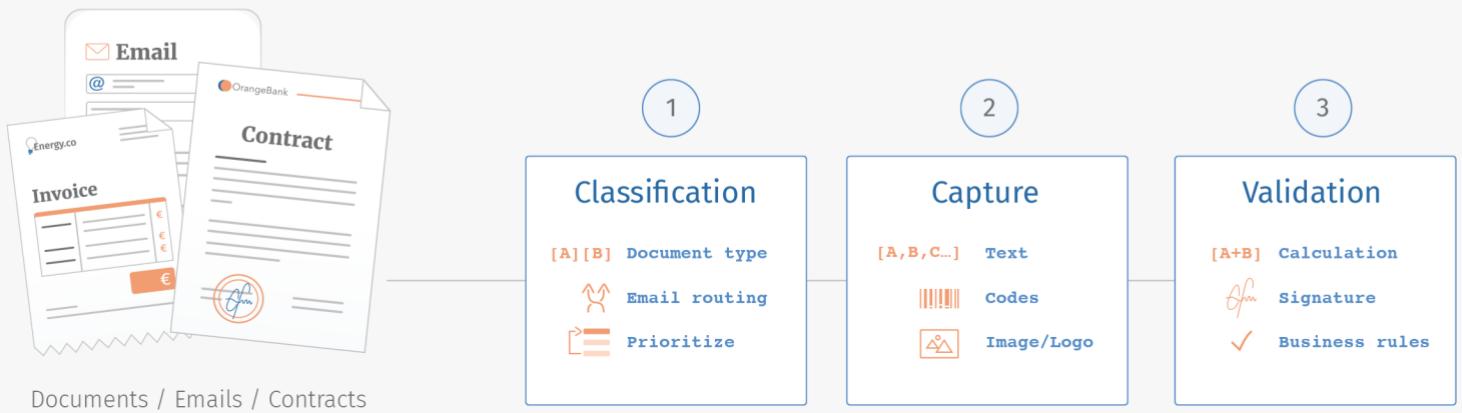 Email
@
OrangeBank
Contract
Energy.co
Invoice
€
€
€
€
Documents / Emails / Contracts
1
Classification
[A][B] Document type
Email routing
Prioritize
2
Capture
[A,B,C…] Text
Codes
Image/Logo
3
Validation
[A+B] Calculation
Signature
Business rules